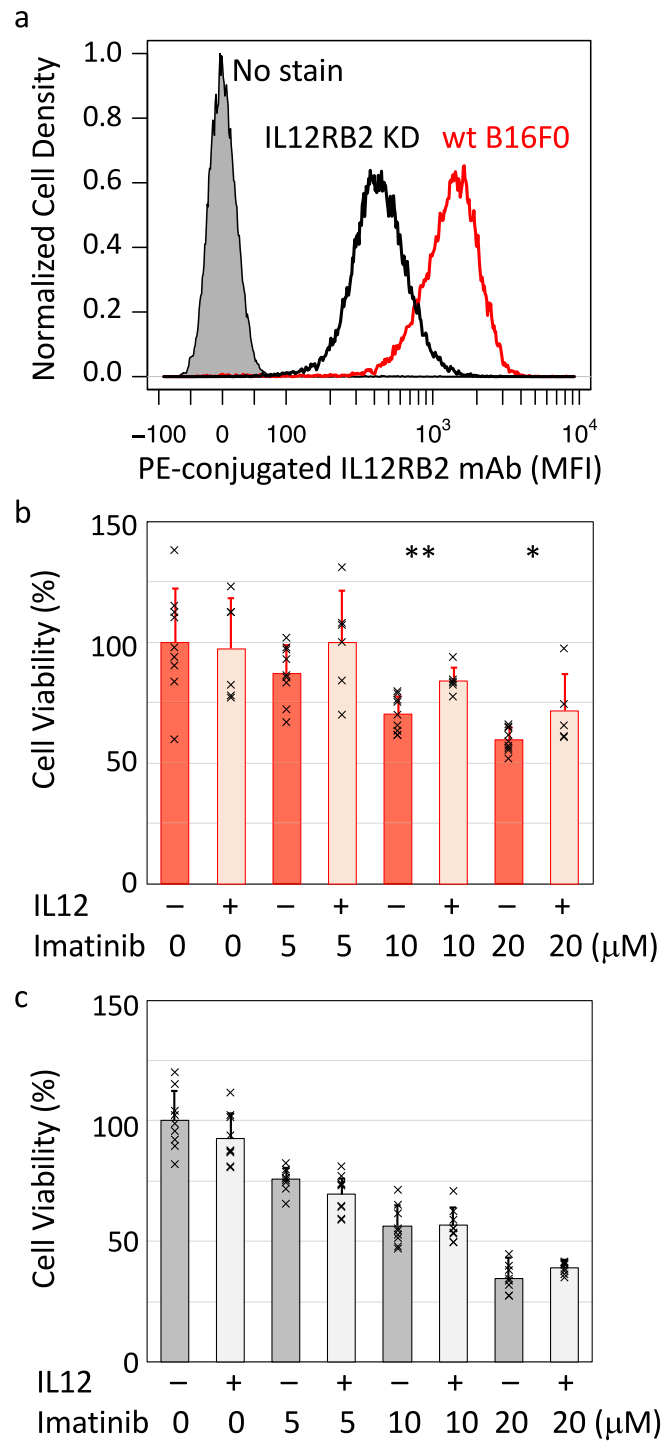 a
No stain
IL12RB2 KD wt B16F0
Normalized Cell Density
1.0
0.8
0.6
0.4
0.2
0.0
−100 0 100 10³ 10⁴
PE-conjugated IL12RB2 mAb (MFI)
b
Cell Viability (%)
150
100
50
0
** *
IL12 − + − + − + − +
Imatinib 0 0 5 5 10 10 20 20 (μM)
c
Cell Viability (%)
150
100
50
0
IL12 − + − + − + − +
Imatinib 0 0 5 5 10 10 20 20 (μM)